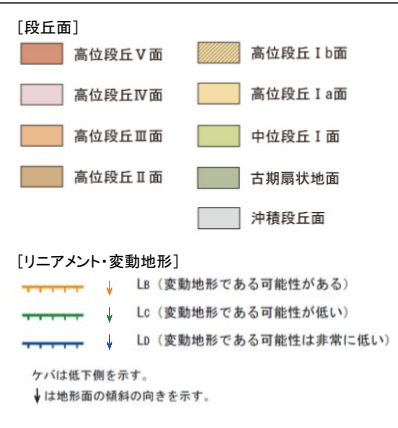 [段丘面]
高位段丘Ⅴ面
高位段丘Ⅳ面
高位段丘Ⅲ面
高位段丘Ⅱ面
高位段丘Ⅰb面
高位段丘Ⅰa面
中位段丘Ⅰ面
古期扇状地面
沖積段丘面
[リニアメント・変動地形]
LB（変動地形である可能性がある）
LC（変動地形である可能性が低い）
LD（変動地形である可能性は非常に低い）
ケバは低下側を示す。
↓は地形面の傾斜の向きを示す。